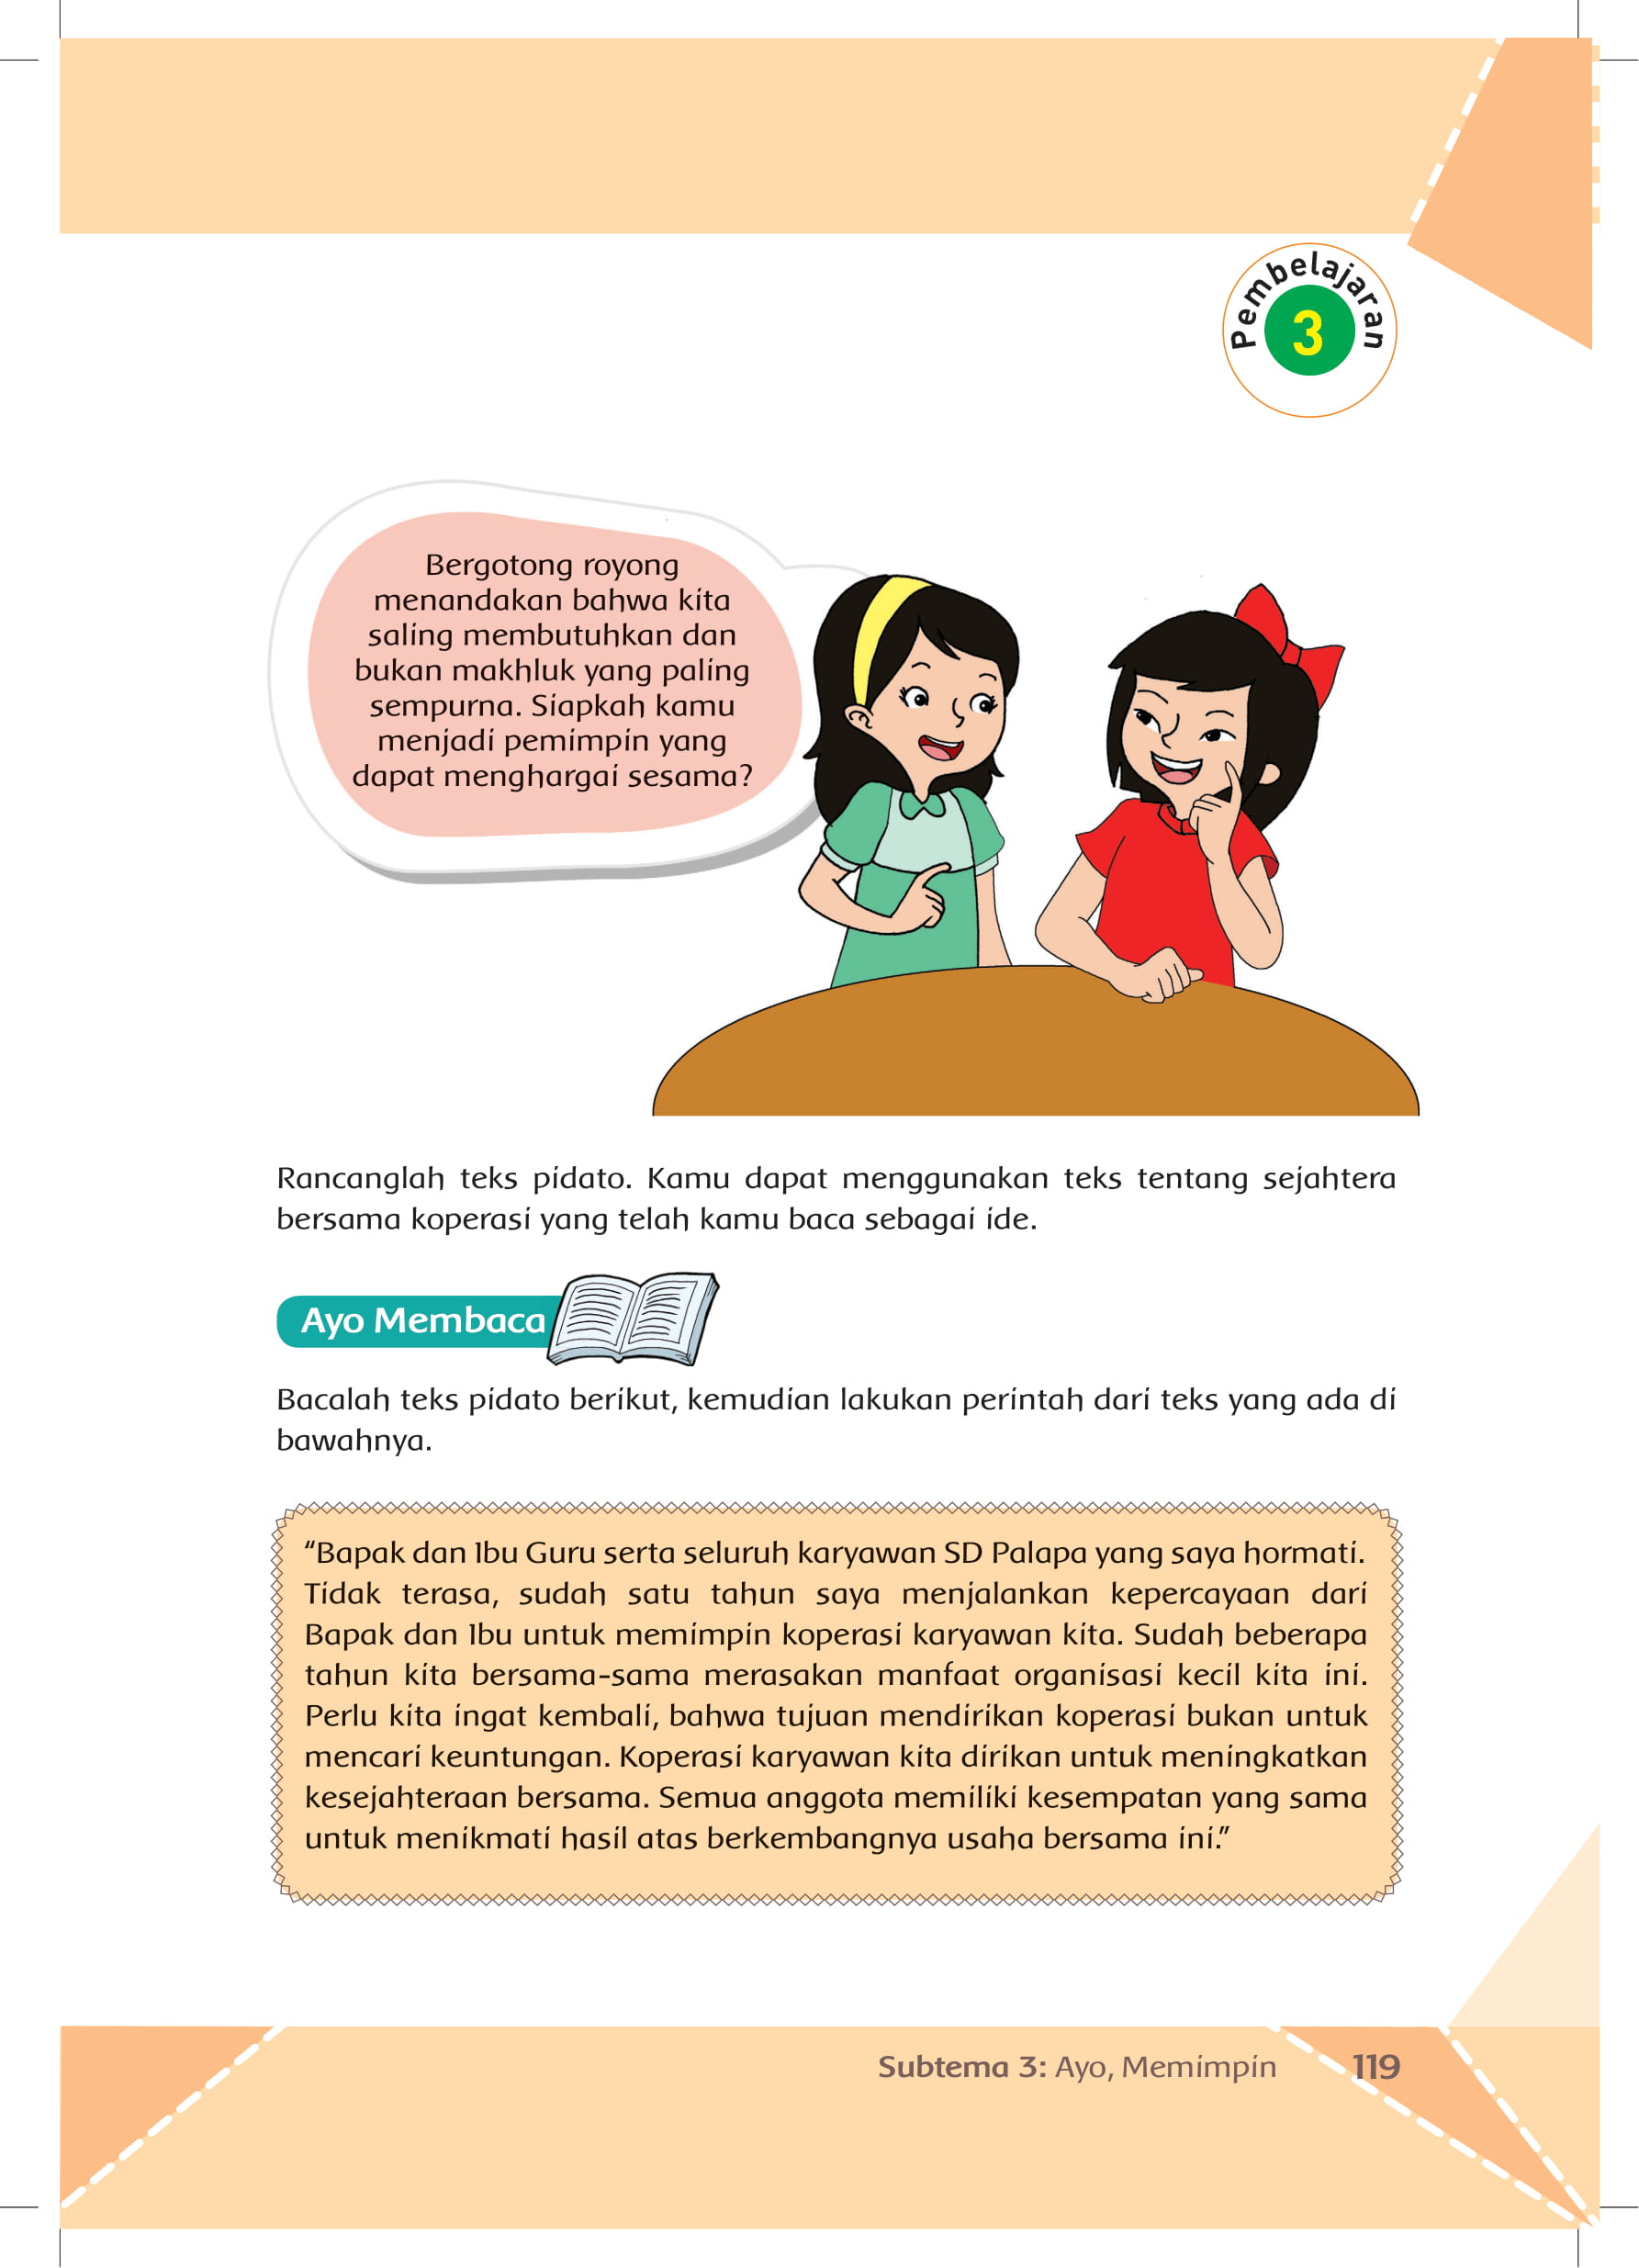 Pembelajaran
3
Bergotong royong
menandakan bahwa kita
saling membutuhkan dan
bukan makhluk yang paling
sempurna. Siapkah kamu
menjadi pemimpin yang
dapat menghargai sesama?
Rancanglah teks pidato. Kamu dapat menggunakan teks tentang sejahtera
bersama koperasi yang telah kamu baca sebagai ide.
Ayo Membaca
Bacalah teks pidato berikut, kemudian lakukan perintah dari teks yang ada di
bawahnya.
“Bapak dan Ibu Guru serta seluruh karyawan SD Palapa yang saya hormati.
Tidak terasa, sudah satu tahun saya menjalankan kepercayaan dari
Bapak dan Ibu untuk memimpin koperasi karyawan kita. Sudah beberapa
tahun kita bersama-sama merasakan manfaat organisasi kecil kita ini.
Perlu kita ingat kembali, bahwa tujuan mendirikan koperasi bukan untuk
mencari keuntungan. Koperasi karyawan kita dirikan untuk meningkatkan
kesejahteraan bersama. Semua anggota memiliki kesempatan yang sama
untuk menikmati hasil atas berkembangnya usaha bersama ini.”
Subtema 3: Ayo, Memimpin 119